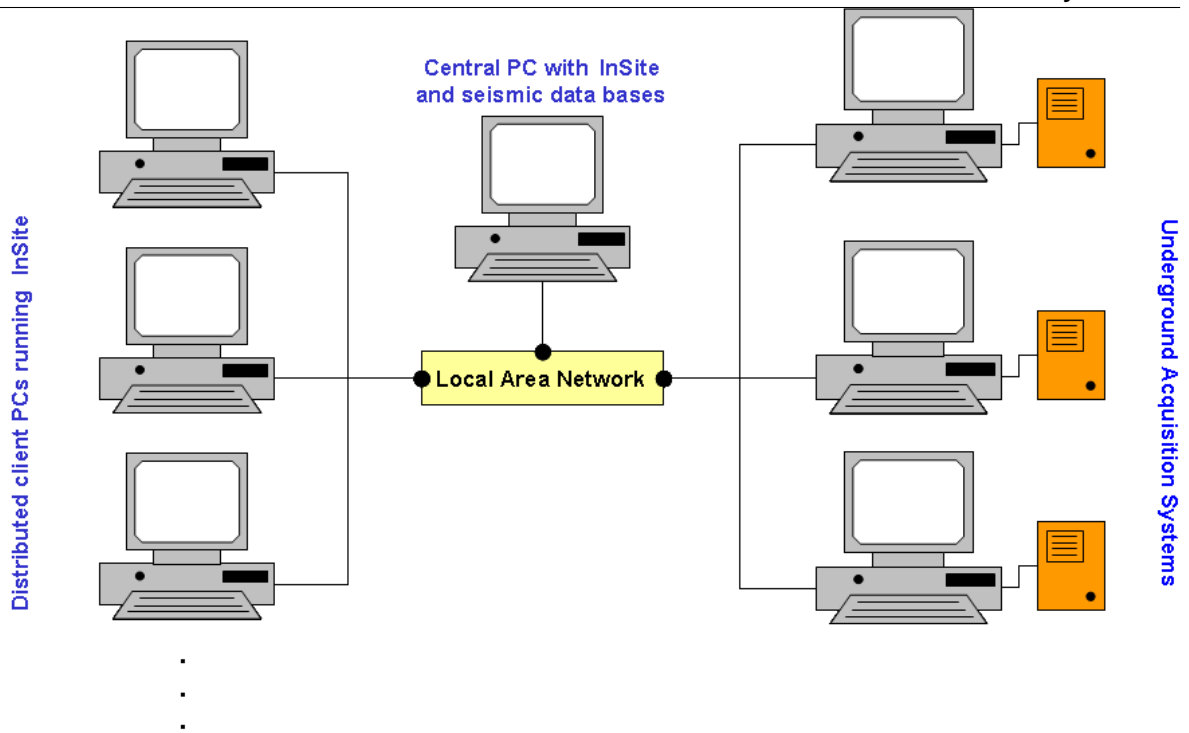 Central PC with InSite
and seismic data bases
Distributed client PCs running InSite
Local Area Network
Underground Acquisition Systems